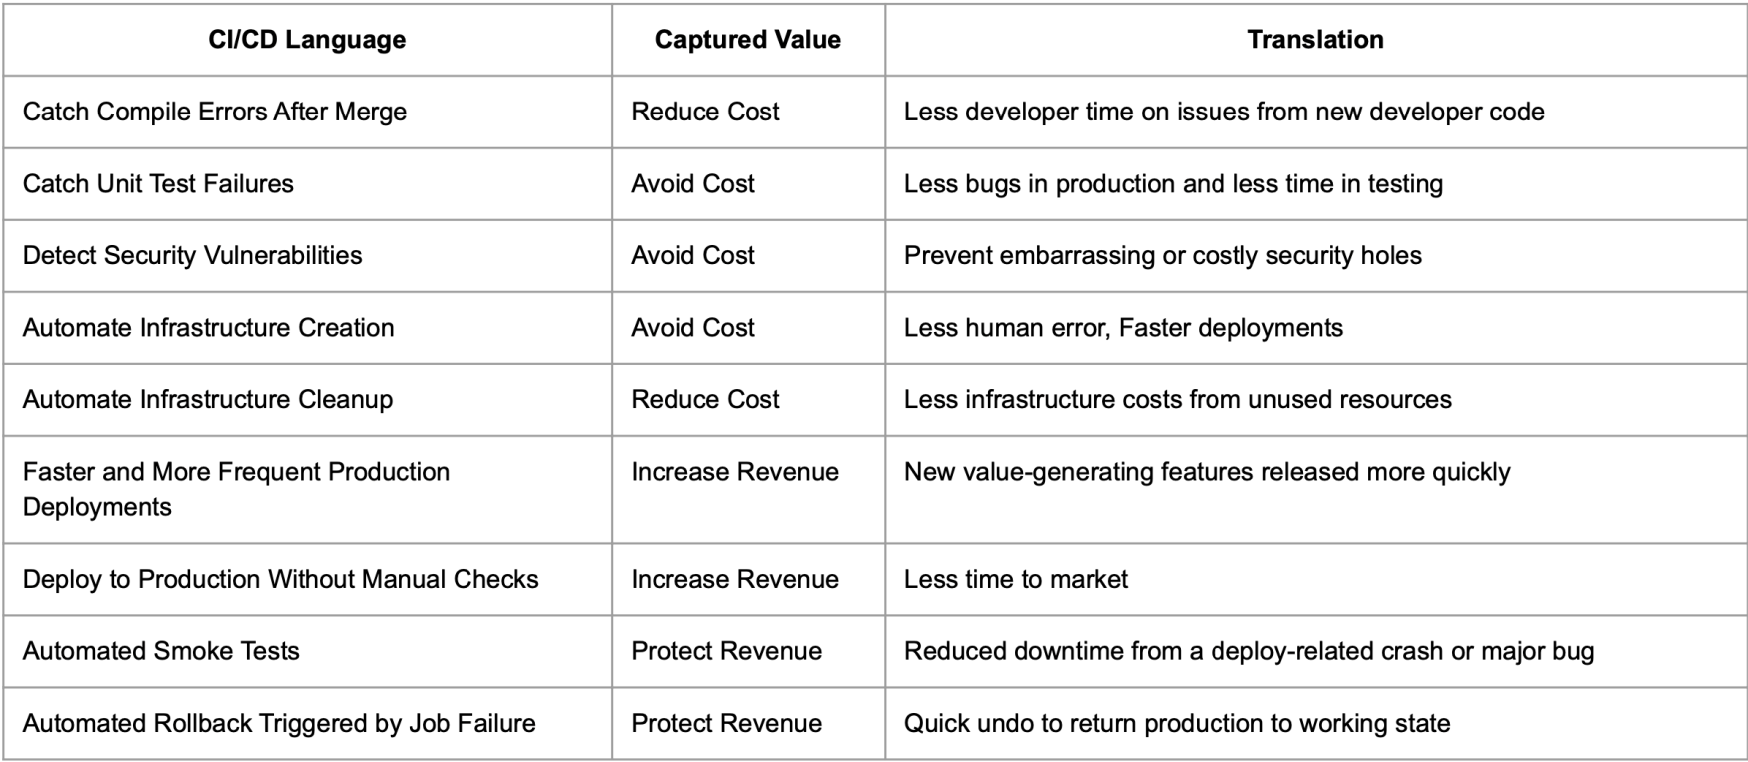 CI/CD Language Captured Value Translation
Catch Compile Errors After Merge Reduce Cost Less developer time on issues from new developer code
Catch Unit Test Failures Avoid Cost Less bugs in production and less time in testing
Detect Security Vulnerabilities Avoid Cost Prevent embarrassing or costly security holes
Automate Infrastructure Creation Avoid Cost Less human error, Faster deployments
Automate Infrastructure Cleanup Reduce Cost Less infrastructure costs from unused resources
Faster and More Frequent Production Increase Revenue New value-generating features released more quickly
Deployments
Deploy to Production Without Manual Checks Increase Revenue Less time to market
Automated Smoke Tests Protect Revenue Reduced downtime from a deploy-related crash or major bug
Automated Rollback Triggered by Job Failure Protect Revenue Quick undo to return production to working state